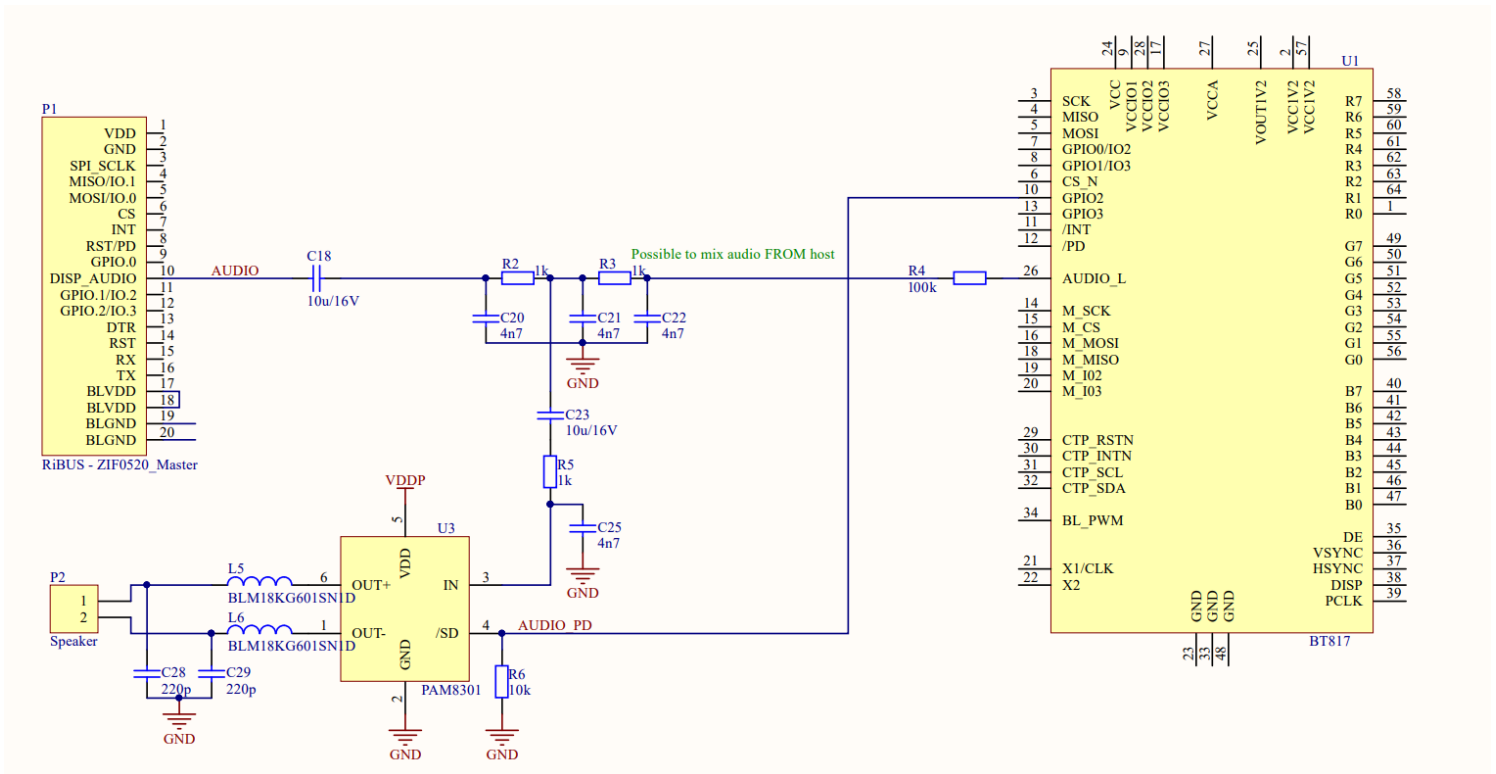 P1
VDD 1
GND 2
SPI_SCLK 3
MISO/IO.1 4
MOSI/IO.0 5
CS 6
INT 7
RST/PD 8
GPIO.0 9
DISP_AUDIO 10
GPIO.1/IO.2 11
GPIO.2/IO.3 12
DTR 13
RST 14
RX 15
TX 16
BLVDD 17
BLVDD 18
BLGND 19
BLGND 20
RiBUS - ZIF0520_Master
AUDIO
C18
10u/16V
R2
1k
R3
1k
Possible to mix audio FROM host
R4
100k
C20
4n7
C21
4n7
C22
4n7
GND
C23
10u/16V
R5
1k
C25
4n7
GND
VDDP
5
U3
VDD
OUT+ 6
OUT- 1
IN 3
/SD 4
GND
2
PAM8301
GND
AUDIO_PD
R6
10k
GND
P2
1
2
Speaker
L5
BLM18KG601SN1D
L6
BLM18KG601SN1D
C28
220p
C29
220p
GND
U1
24 9 28 17 27 25 2 57
VCC VCCIO1 VCCIO2 VCCIO3 VCCA VOUT1V2 VCC1V2 VCC1V2
3 SCK
4 MISO
5 MOSI
7 GPIO0/IO2
8 GPIO1/IO3
6 CS_N
10 GPIO2
13 GPIO3
11 /INT
12 /PD
26 AUDIO_L
14 M_SCK
15 M_CS
16 M_MOSI
18 M_MISO
19 M_I02
20 M_I03
29 CTP_RSTN
30 CTP_INTN
31 CTP_SCL
32 CTP_SDA
34 BL_PWM
21 X1/CLK
22 X2
R7 58
R6 59
R5 60
R4 61
R3 62
R2 63
R1 64
R0 1
G7 49
G6 50
G5 51
G4 52
G3 53
G2 54
G1 55
G0 56
B7 40
B6 41
B5 42
B4 43
B3 44
B2 45
B1 46
B0 47
DE 35
VSYNC 36
HSYNC 37
DISP 38
PCLK 39
GND GND GND
23 33 48
BT817